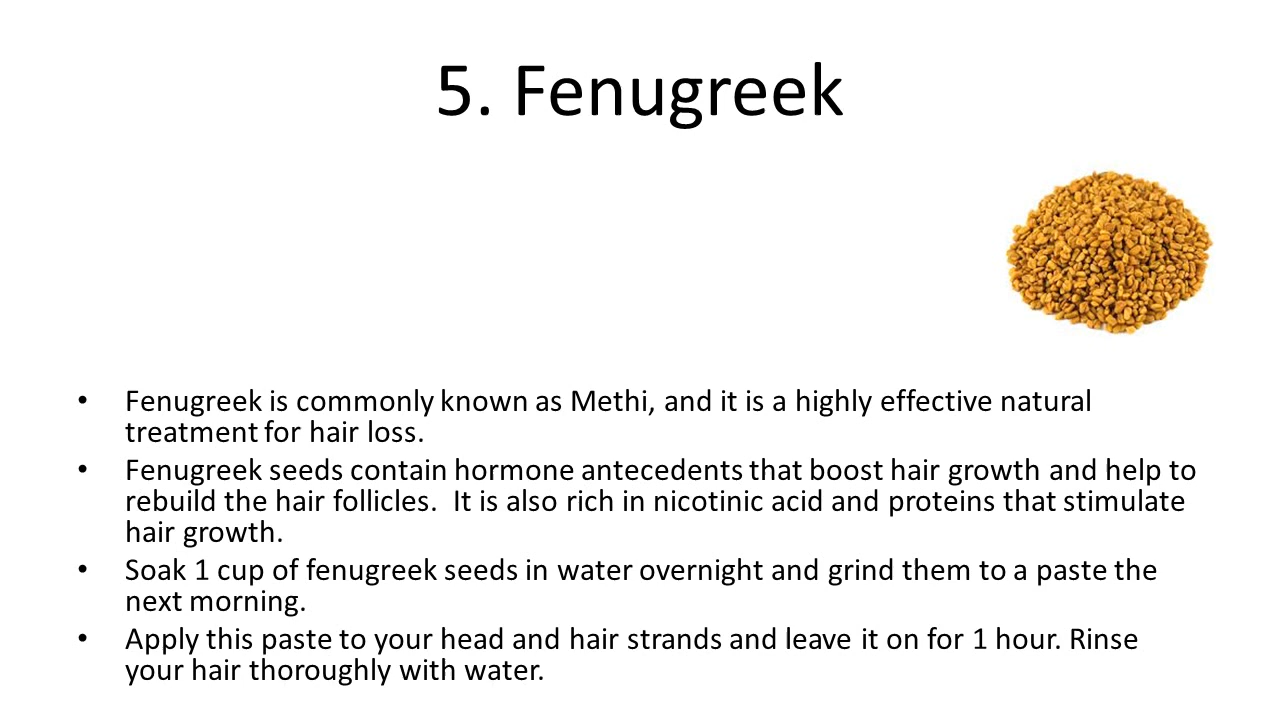 5. Fenugreek
• Fenugreek is commonly known as Methi, and it is a highly effective natural
treatment for hair loss.
• Fenugreek seeds contain hormone antecedents that boost hair growth and help to
rebuild the hair follicles.  It is also rich in nicotinic acid and proteins that stimulate
hair growth.
• Soak 1 cup of fenugreek seeds in water overnight and grind them to a paste the
next morning.
• Apply this paste to your head and hair strands and leave it on for 1 hour. Rinse
your hair thoroughly with water.